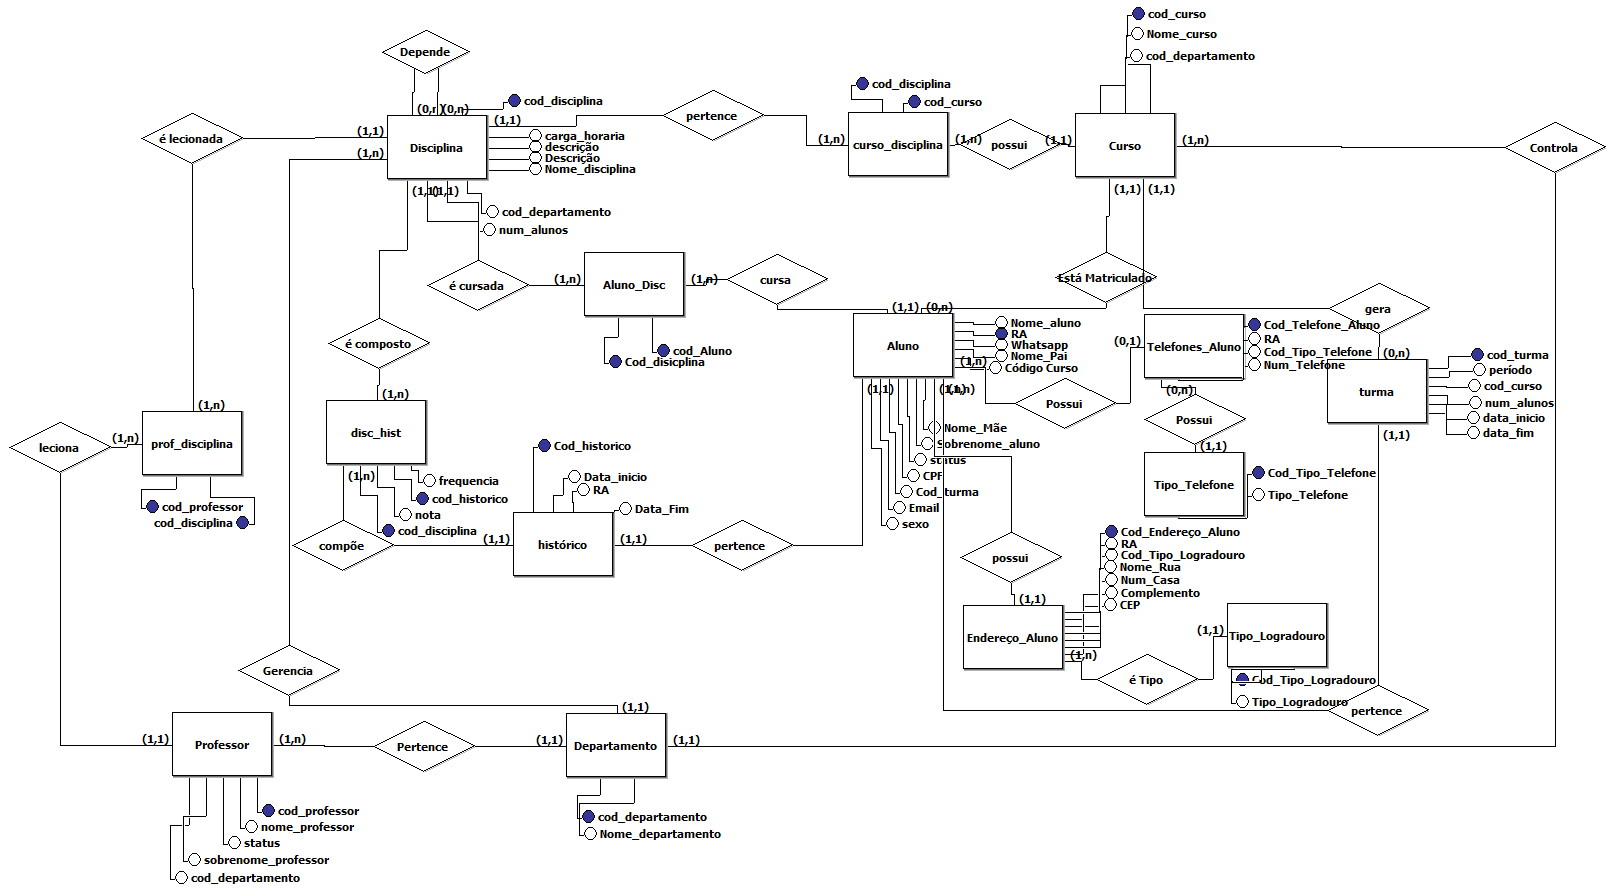 cod_curso
Nome_curso
cod_departamento
Depende
(0,n)
(0,n)
cod_disciplina
(1,1)
é lecionada
(1,1)
(1,n)
Disciplina
carga_horaria
descrição
Descrição
Nome_disciplina
pertence
cod_disciplina
cod_curso
(1,n)
curso_disciplina
(1,n)
possui
(1,1)
Curso
(1,n)
Controla
(1,1)
(1,1)
(1,1)
(1,1)
cod_departamento
num_alunos
é cursada
(1,n)
Aluno_Disc
(1,n)
cursa
Está Matriculado
gera
Cod_disicplina
cod_Aluno
(1,1)
(0,n)
Aluno
Nome_aluno
RA
Whatsapp
Nome_Pai
Código Curso
(1,n)
(0,1)
Telefones_Aluno
Cod_Telefone_Aluno
RA
Cod_Tipo_Telefone
Num_Telefone
(0,n)
turma
cod_turma
período
cod_curso
num_alunos
data_inicio
data_fim
(1,1)
é composto
(1,n)
disc_hist
(1,n)
frequencia
cod_historico
nota
cod_disciplina
leciona
(1,n)
(1,n)
prof_disciplina
cod_professor
cod_disciplina
(1,1)
(1,n)
Possui
(0,n)
Possui
(1,1)
Tipo_Telefone
Cod_Tipo_Telefone
Tipo_Telefone
Nome_Mãe
Sobrenome_aluno
status
CPF
Cod_turma
Email
sexo
Cod_historico
Data_inicio
RA
Data_Fim
compõe
(1,1)
histórico
(1,1)
pertence
possui
(1,1)
Endereço_Aluno
(1,n)
Cod_Endereço_Aluno
RA
Cod_Tipo_Logradouro
Nome_Rua
Num_Casa
Complemento
CEP
é Tipo
(1,1)
Tipo_Logradouro
Cod_Tipo_Logradouro
Tipo_Logradouro
pertence
Gerencia
(1,1)
(1,1)
Professor
(1,n)
Pertence
(1,1)
Departamento
(1,1)
cod_professor
nome_professor
status
sobrenome_professor
cod_departamento
cod_departamento
Nome_departamento